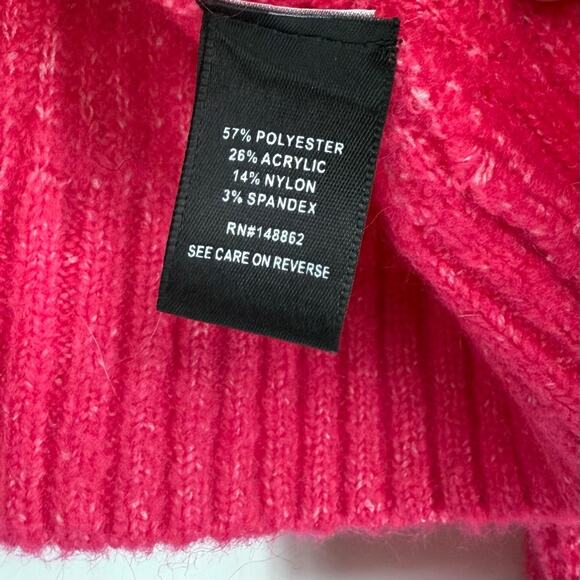 57% POLYESTER
26% ACRYLIC
14% NYLON
3% SPANDEX
RN#148862
SEE CARE ON REVERSE